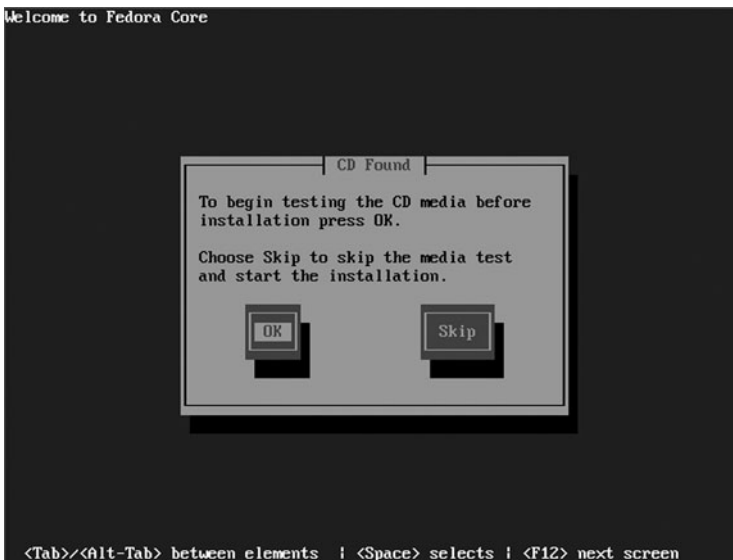 Welcome to Fedora Core
CD Found
To begin testing the CD media before
installation press OK.
Choose Skip to skip the media test
and start the installation.
OK Skip
<Tab>/<Alt-Tab> between elements | <Space> selects | <F12> next screen